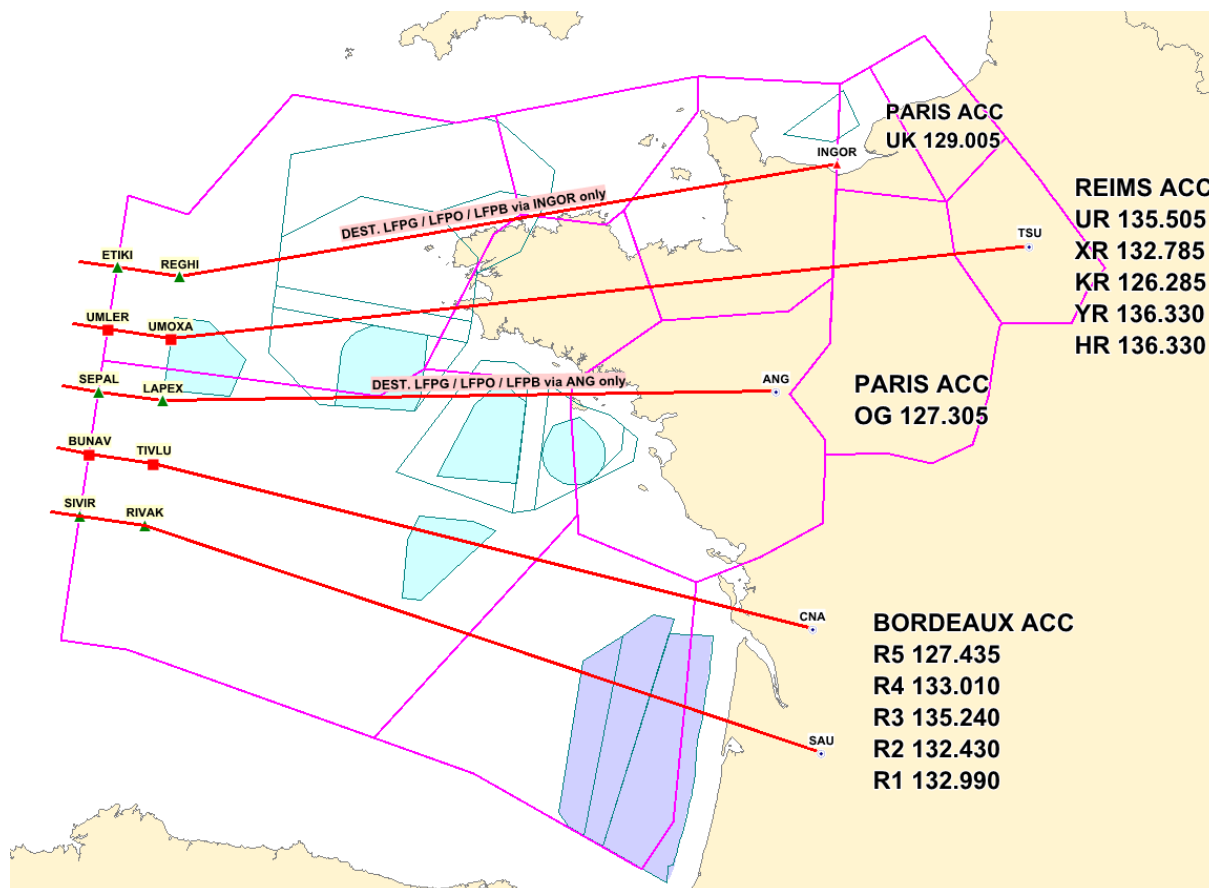 PARIS ACC
UK 129.005
INGOR
REIMS ACC
UR 135.505
XR 132.785
KR 126.285
YR 136.330
HR 136.330
DEST. LFPG / LFPO / LFPB via INGOR only
TSU
ETIKI
REGHI
UMLER
UMOXA
SEPAL
LAPEX
DEST. LFPG / LFPO / LFPB via ANG only
ANG
PARIS ACC
OG 127.305
BUNAV
TIVLU
SIVIR
RIVAK
CNA
BORDEAUX ACC
R5 127.435
R4 133.010
R3 135.240
R2 132.430
R1 132.990
SAU